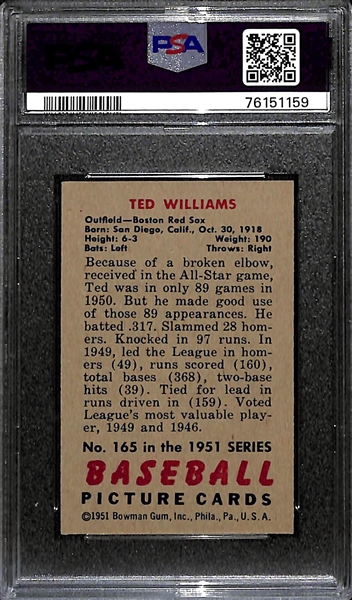 PSA
76151159
TED WILLIAMS
Outfield—Boston Red Sox
Born: San Diego, Calif., Oct. 30, 1918
Height: 6-3 Weight: 190
Bats: Left Throws: Right
Because of a broken elbow,
received in the All-Star game,
Ted was in only 89 games in
1950. But he made good use
of those 89 appearances. He
batted .317. Slammed 28 hom-
ers. Knocked in 97 runs. In
1949, led the League in hom-
ers (49), runs scored (160),
total bases (368), two-base
hits (39). Tied for lead in
runs driven in (159). Voted
League's most valuable play-
er, 1949 and 1946.
No. 165 in the 1951 SERIES
BASEBALL
PICTURE CARDS
©1951 Bowman Gum, Inc., Phila., Pa., U. S. A.